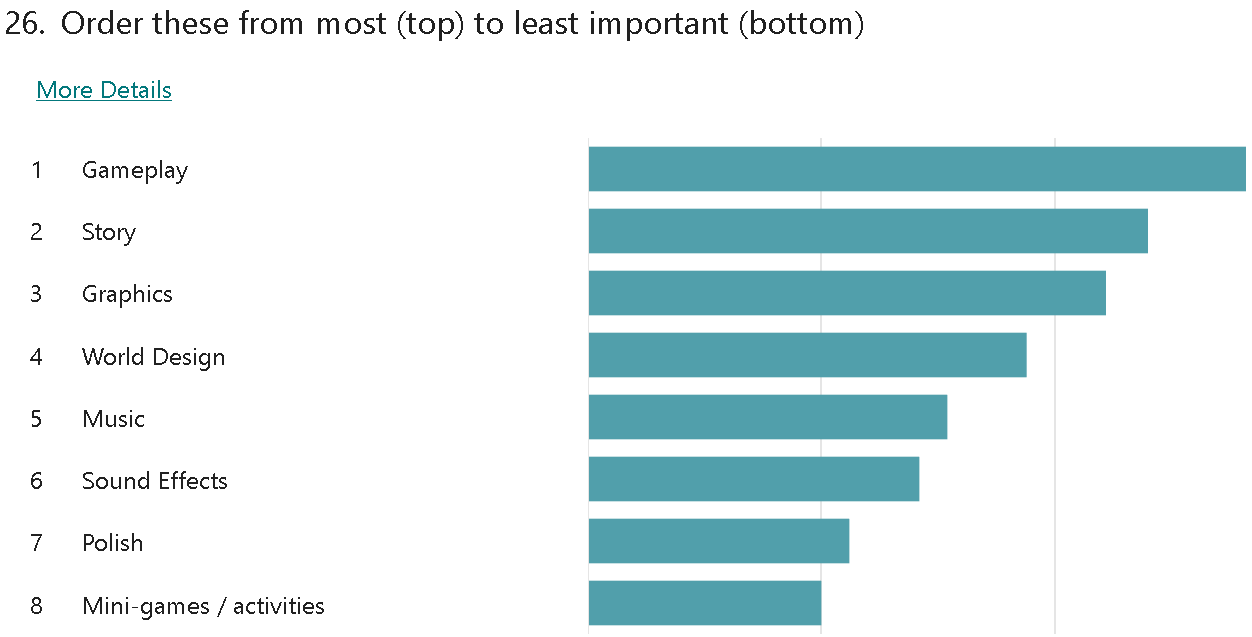 26. Order these from most (top) to least important (bottom)
More Details
1 Gameplay
2 Story
3 Graphics
4 World Design
5 Music
6 Sound Effects
7 Polish
8 Mini-games / activities